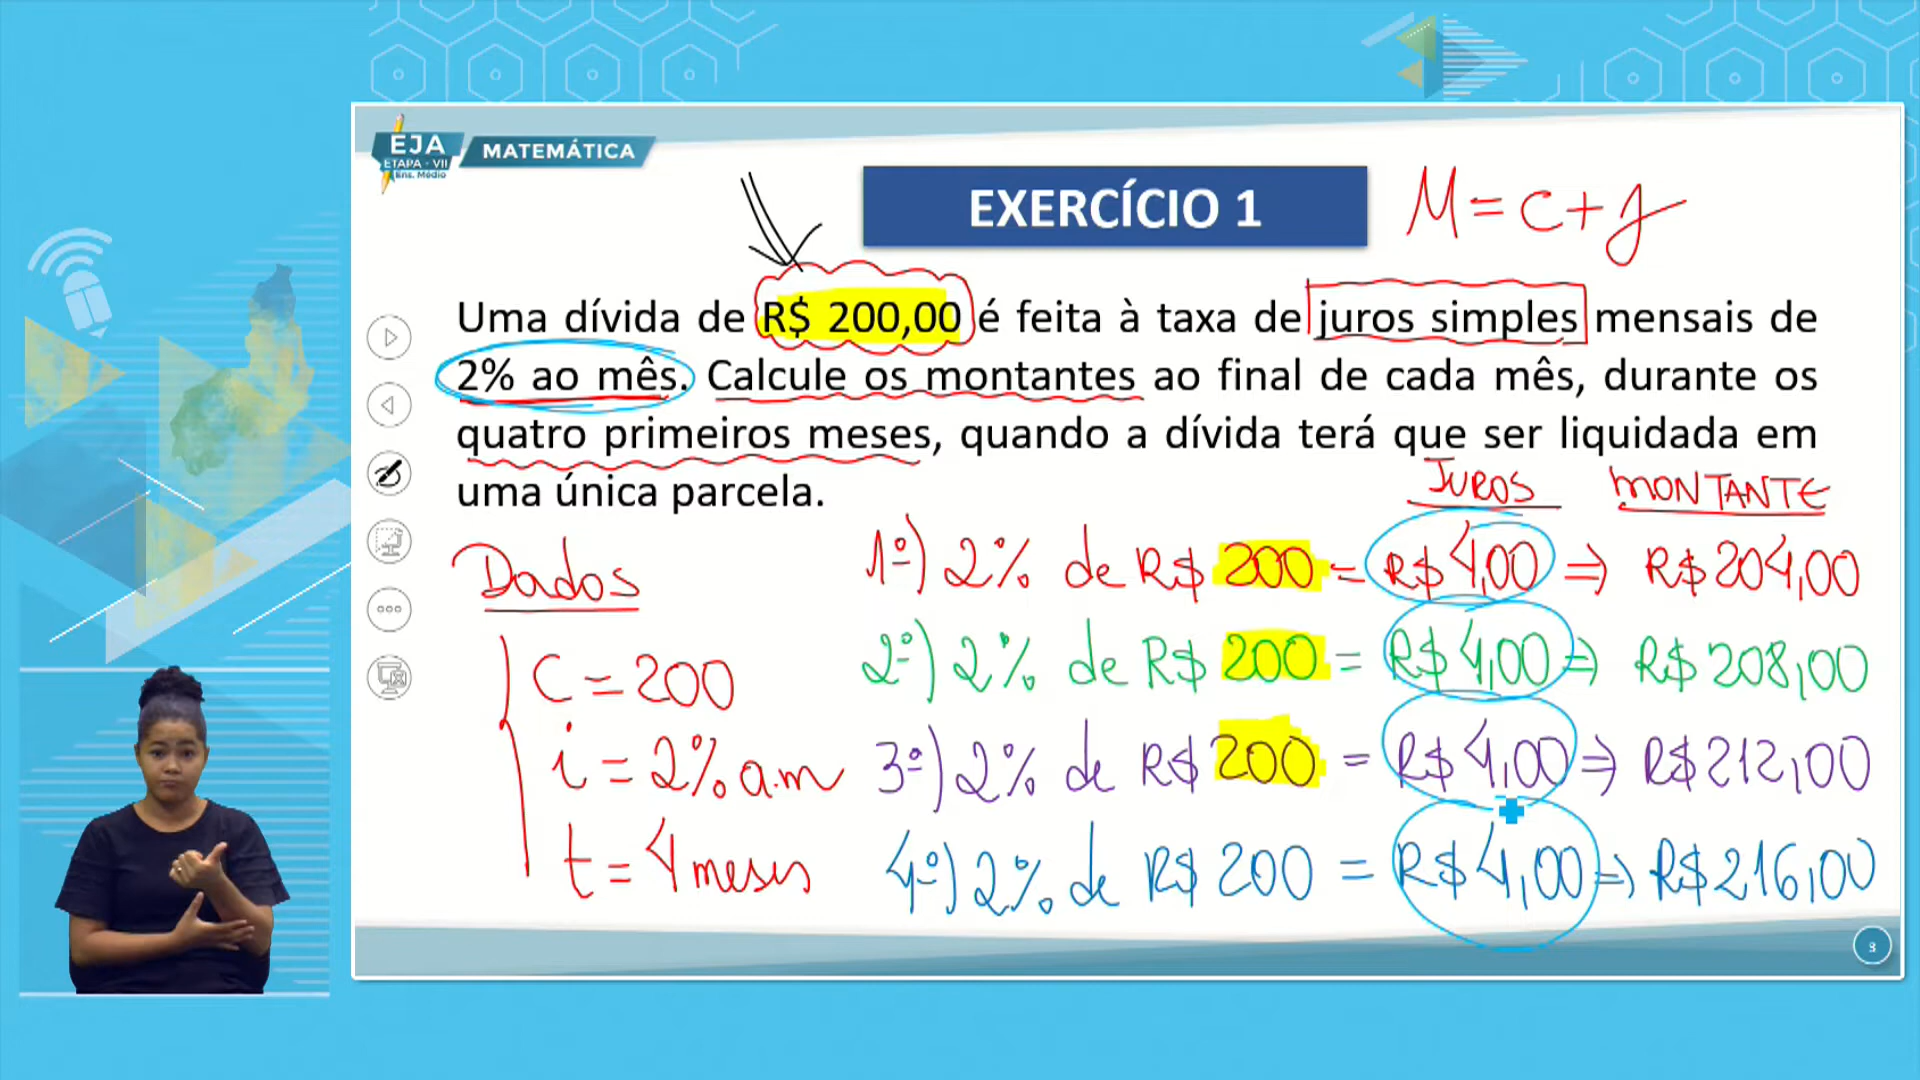 EJA
ETAPA - VII
Ens. Médio
MATEMÁTICA
EXERCÍCIO 1
M = C + J
Uma dívida de R$ 200,00 é feita à taxa de juros simples mensais de
2% ao mês. Calcule os montantes ao final de cada mês, durante os
quatro primeiros meses, quando a dívida terá que ser liquidada em
uma única parcela.
JUROS MONTANTE
Dados
C = 200
i = 2% a.m
t = 4 meses
1º) 2% de R$ 200 = R$ 4,00 ⇒ R$ 204,00
2º) 2% de R$ 200 = R$ 4,00 ⇒ R$ 208,00
3º) 2% de R$ 200 = R$ 4,00 ⇒ R$ 212,00
4º) 2% de R$ 200 = R$ 4,00 ⇒ R$ 216,00
3